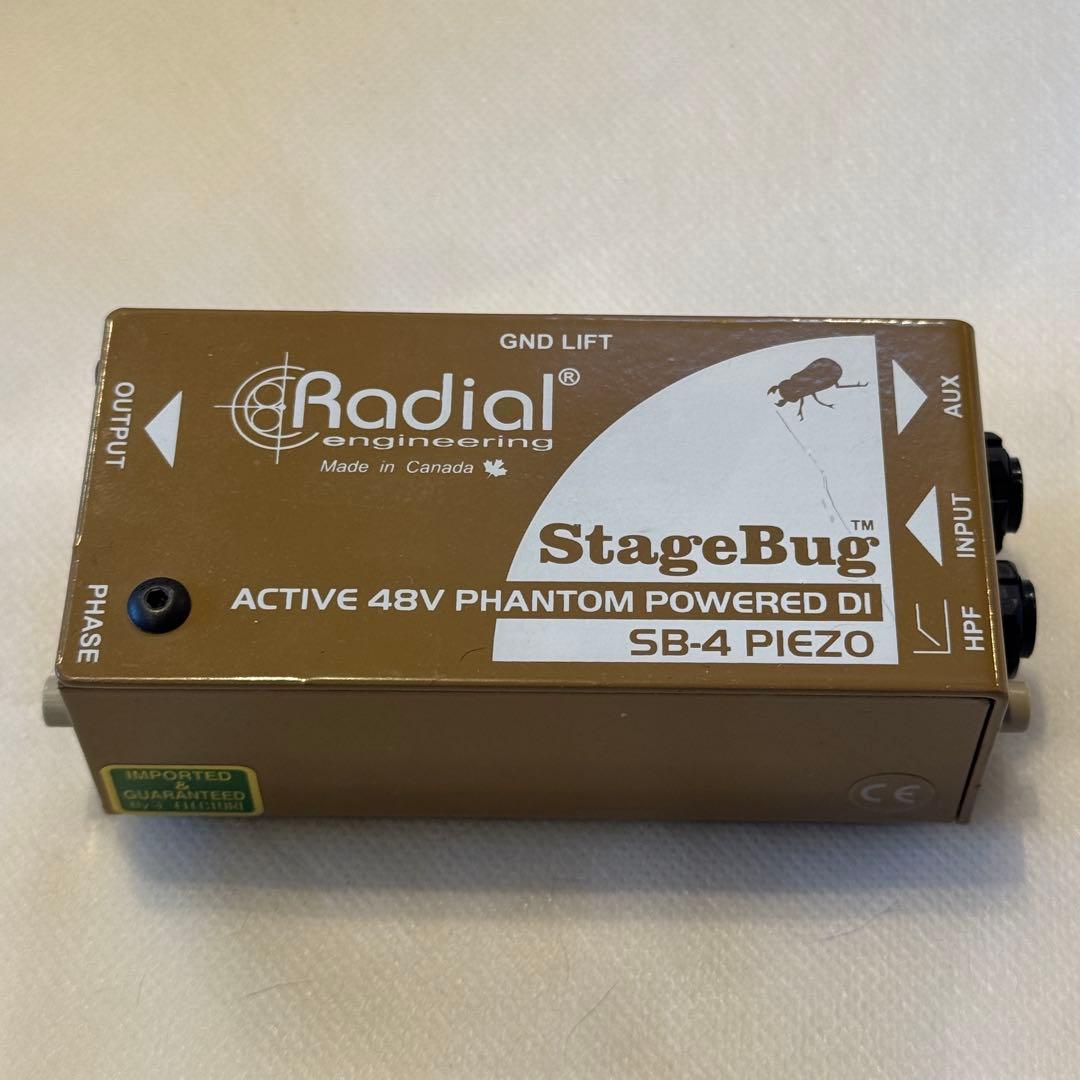 GND LIFT
Radial®
engineering
Made in Canada
OUTPUT
PHASE
AUX
INPUT
HPF
StageBug™
ACTIVE 48V PHANTOM POWERED DI
SB-4 PIEZO
IMPORTED
&
GUARANTEED
CE